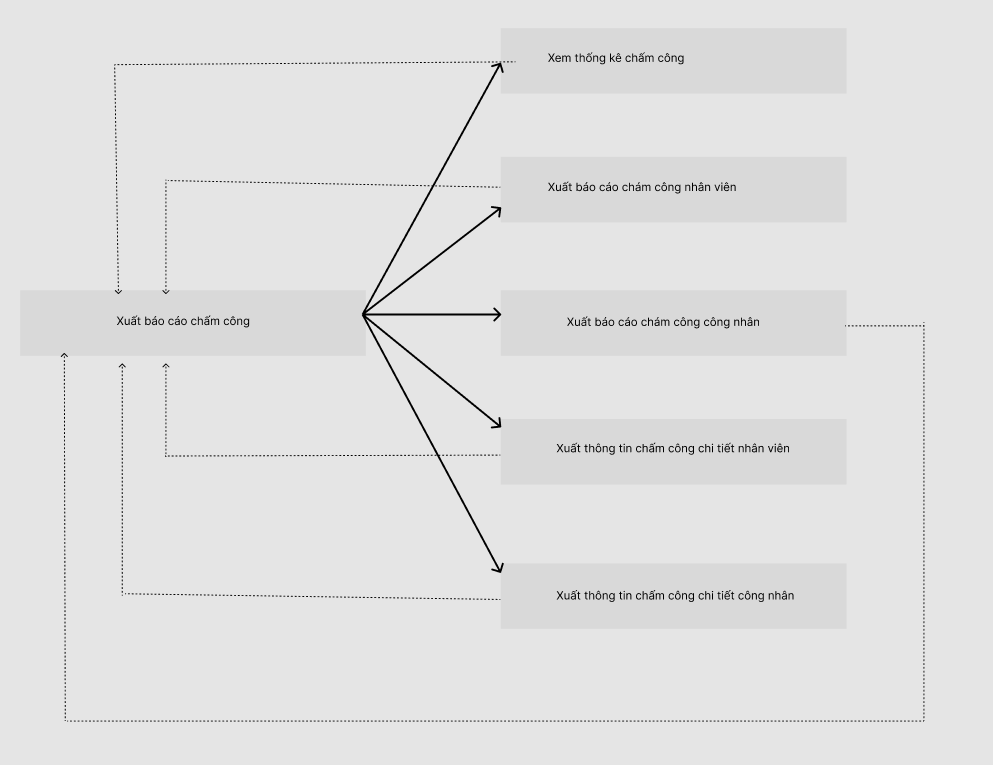 Xem thống kê chấm công
Xuất báo cáo chám công nhân viên
Xuất báo cáo chấm công
Xuất báo cáo chám công công nhân
Xuất thông tin chấm công chi tiết nhân viên
Xuất thông tin chấm công chi tiết công nhân